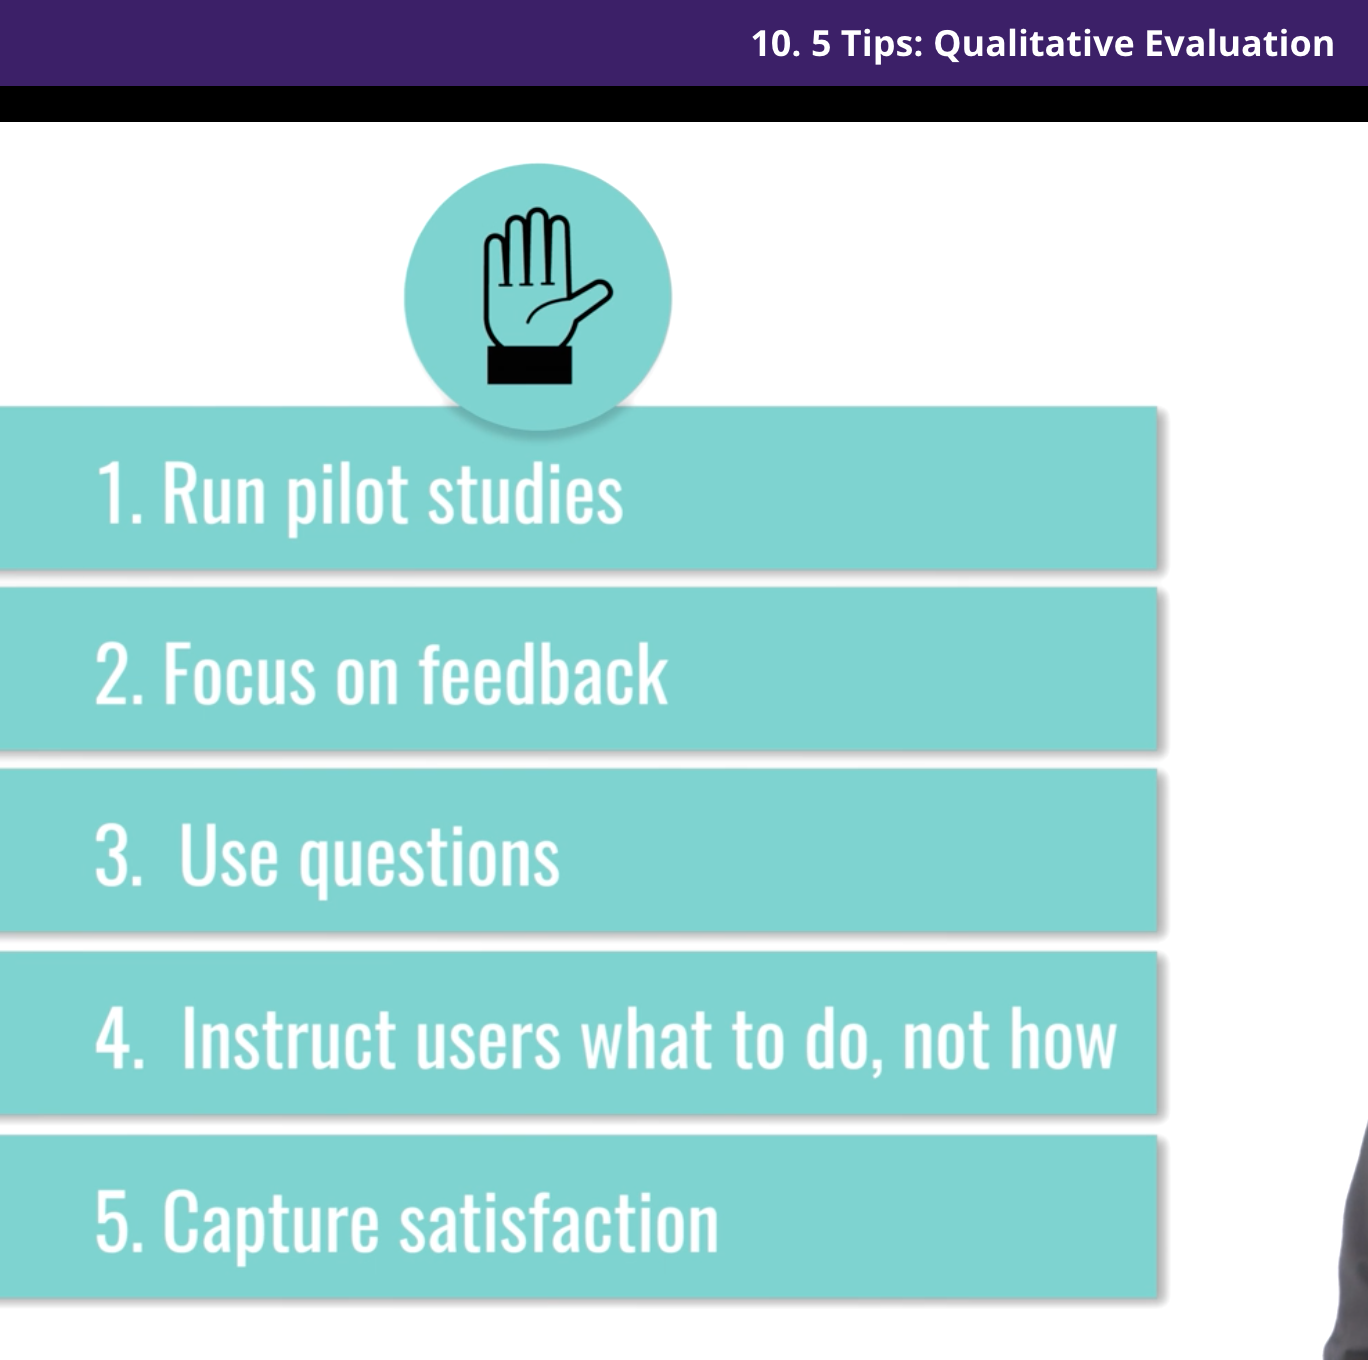 10. 5 Tips: Qualitative Evaluation
1. Run pilot studies
2. Focus on feedback
3. Use questions
4. Instruct users what to do, not how
5. Capture satisfaction